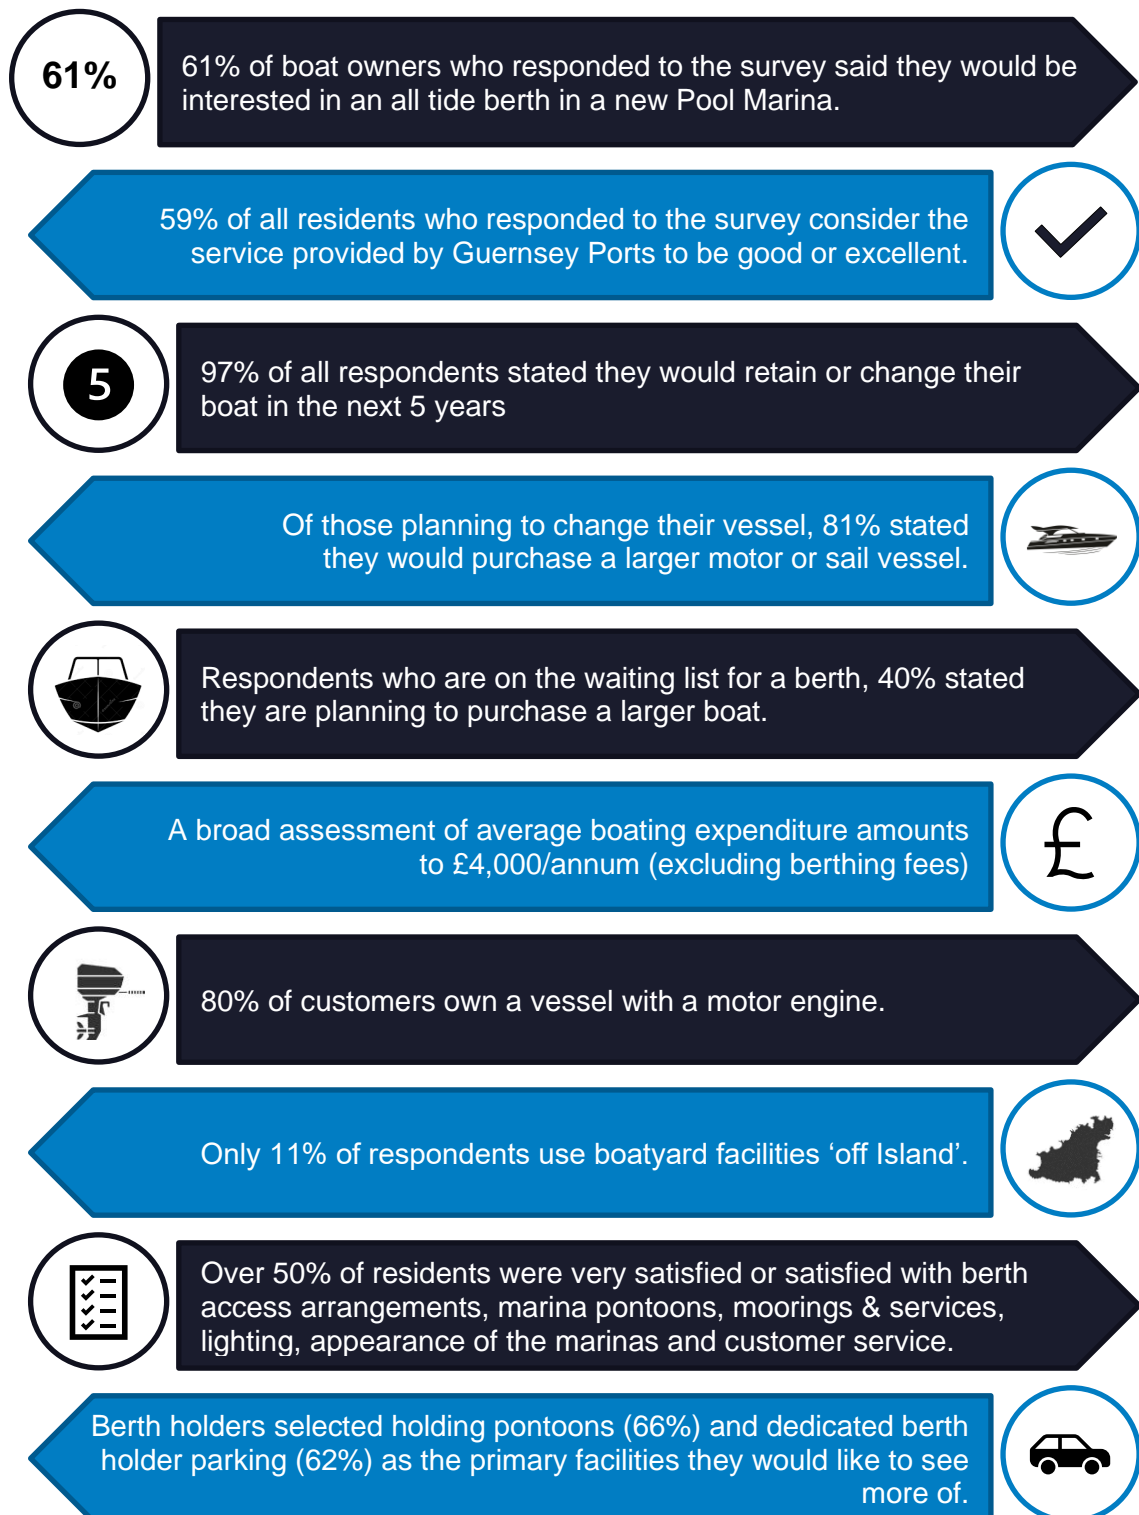 61%
61% of boat owners who responded to the survey said they would be
interested in an all tide berth in a new Pool Marina.
59% of all residents who responded to the survey consider the
service provided by Guernsey Ports to be good or excellent.
5
97% of all respondents stated they would retain or change their
boat in the next 5 years
Of those planning to change their vessel, 81% stated
they would purchase a larger motor or sail vessel.
Respondents who are on the waiting list for a berth, 40% stated
they are planning to purchase a larger boat.
A broad assessment of average boating expenditure amounts
to £4,000/annum (excluding berthing fees)
£
80% of customers own a vessel with a motor engine.
Only 11% of respondents use boatyard facilities ‘off Island’.
Over 50% of residents were very satisfied or satisfied with berth
access arrangements, marina pontoons, moorings & services,
lighting, appearance of the marinas and customer service.
Berth holders selected holding pontoons (66%) and dedicated berth
holder parking (62%) as the primary facilities they would like to see
more of.